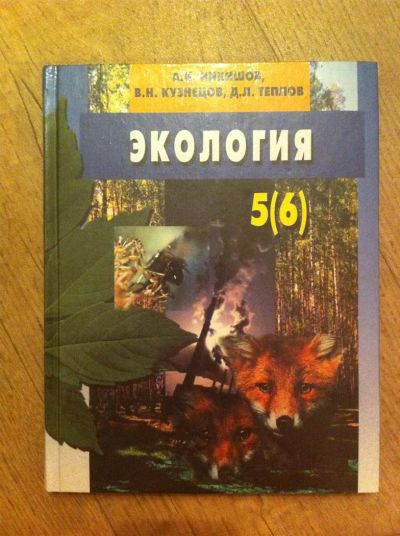 А.И. НИКИШОВ,
В.Н. КУЗНЕЦОВ, Д.Л. ТЕПЛОВ
ЭКОЛОГИЯ
5(6)